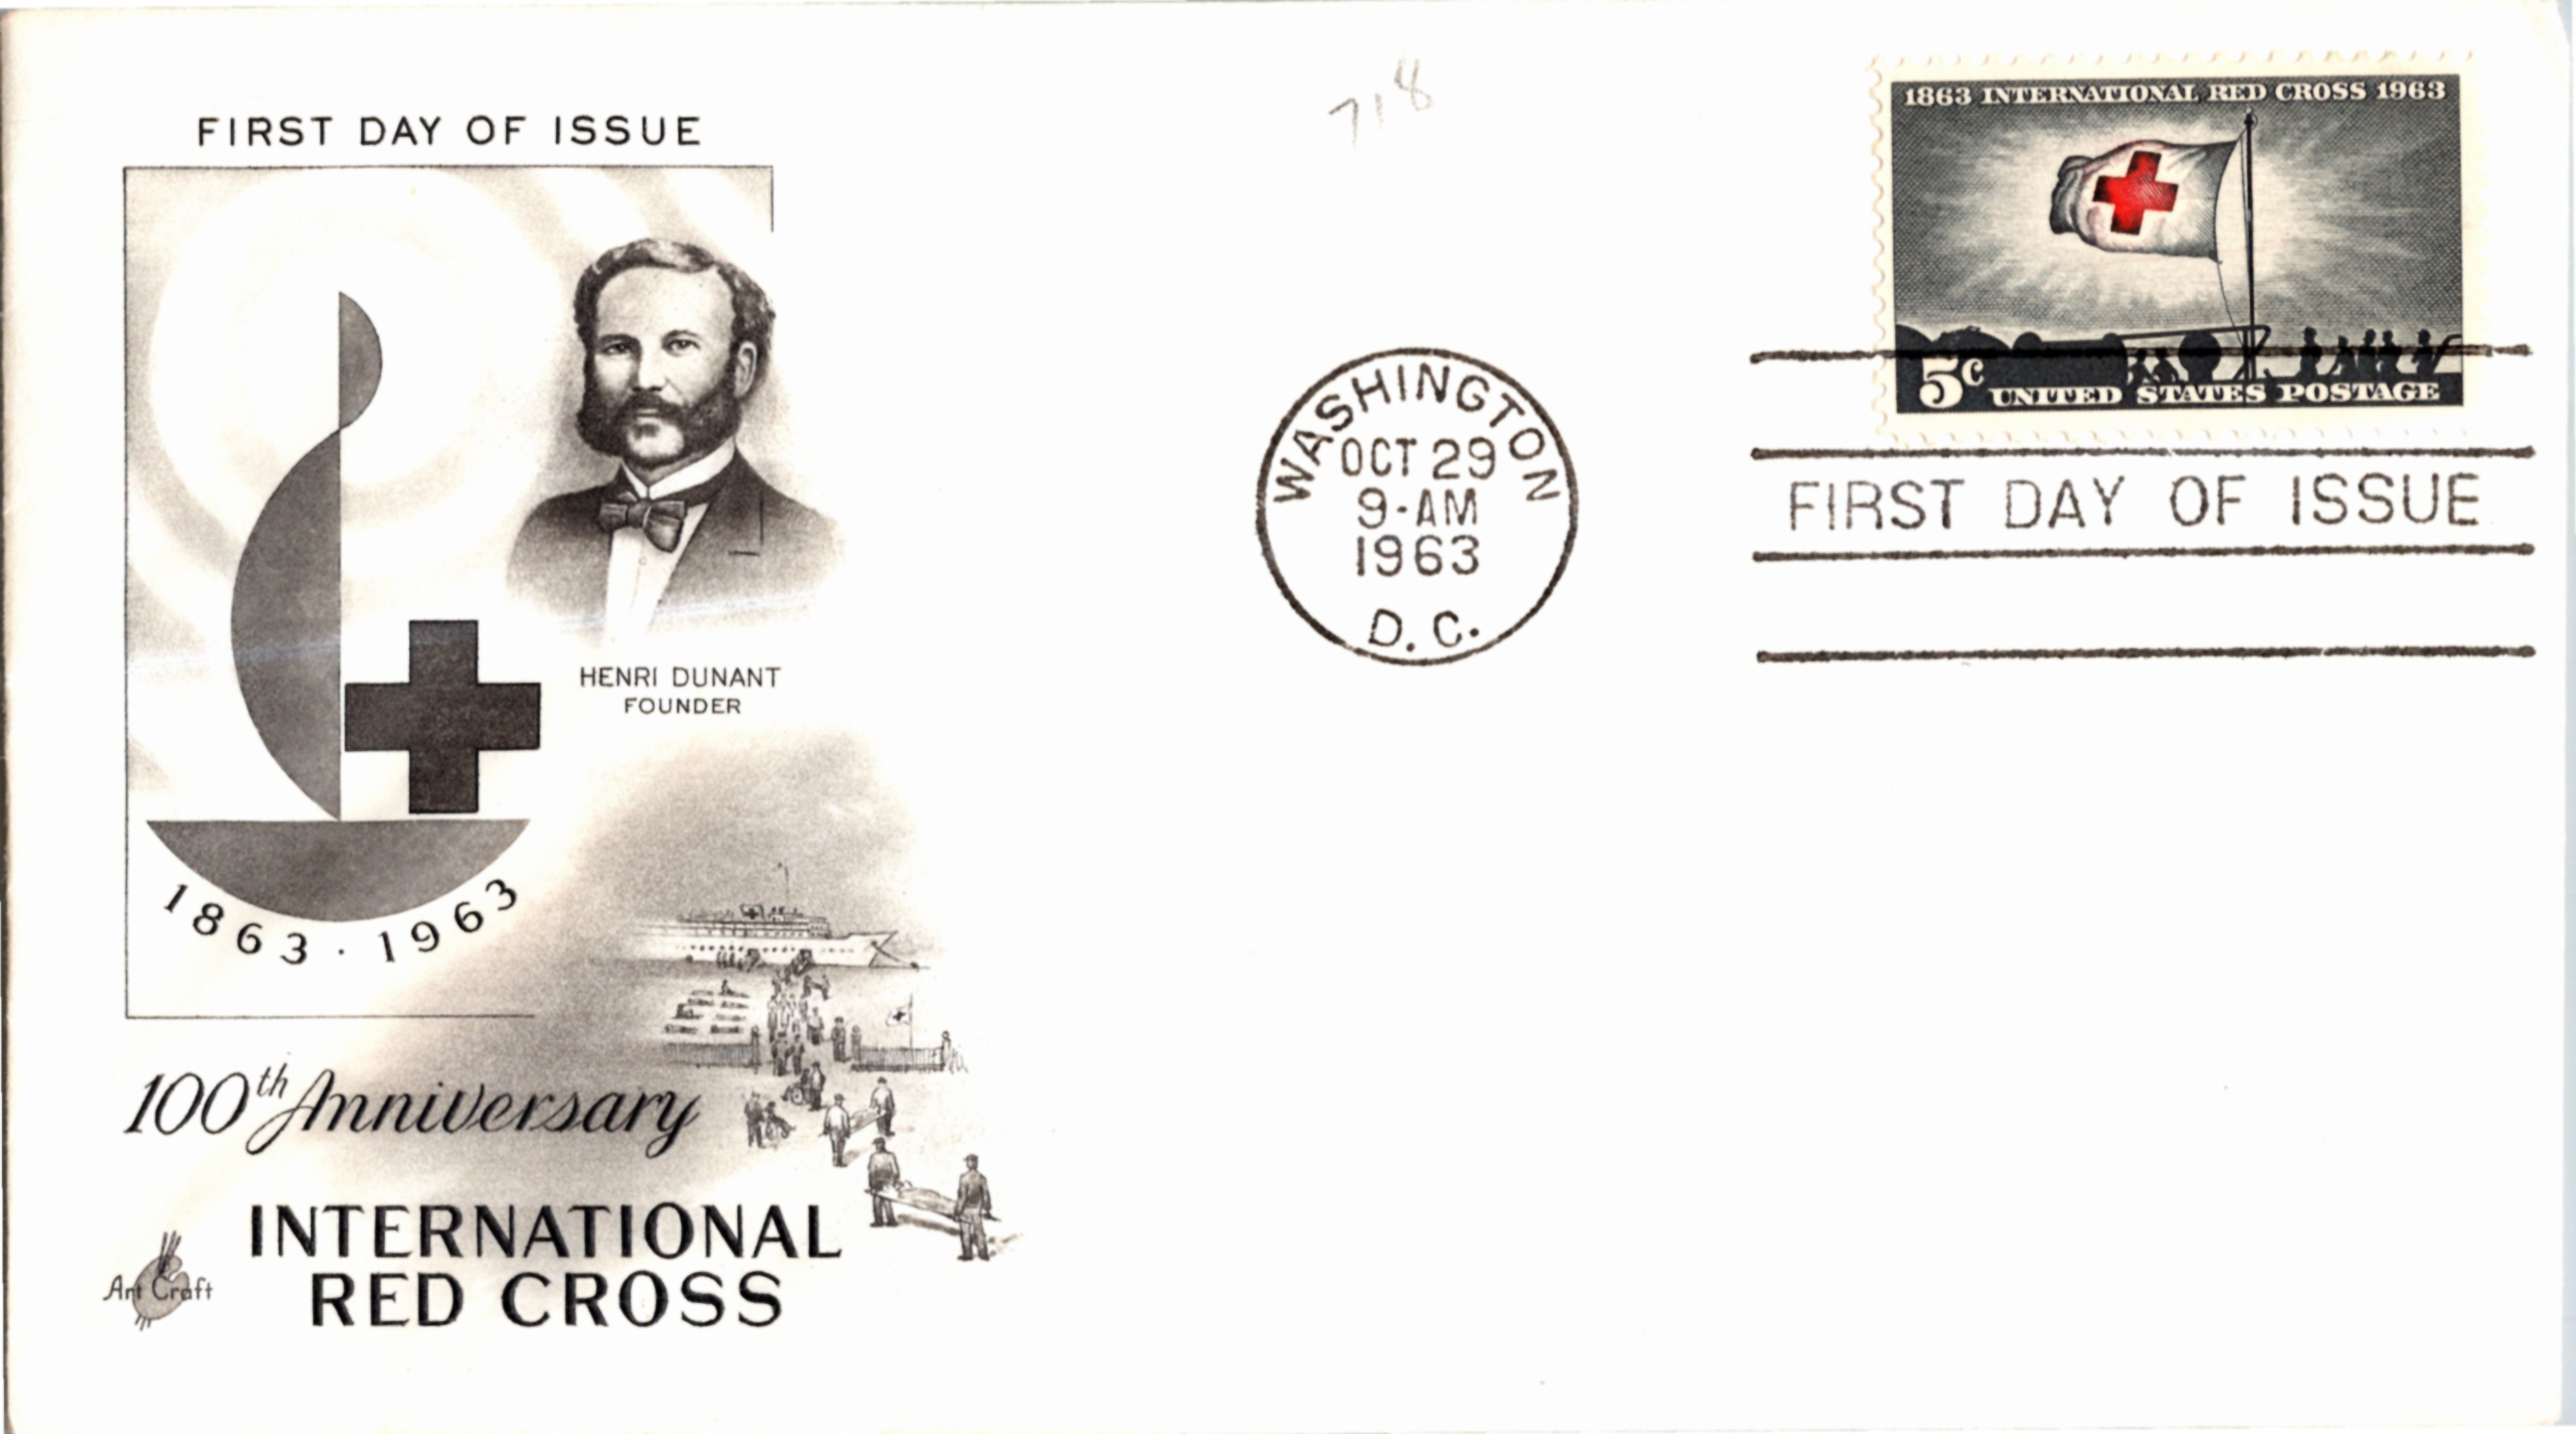 FIRST DAY OF ISSUE
HENRI DUNANT
FOUNDER
1863 · 1963
100th Anniversary
INTERNATIONAL
RED CROSS
Art Craft
718
WASHINGTON
OCT 29
9-AM
1963
D. C.
1863 INTERNATIONAL RED CROSS 1963
5c UNITED STATES POSTAGE
FIRST DAY OF ISSUE